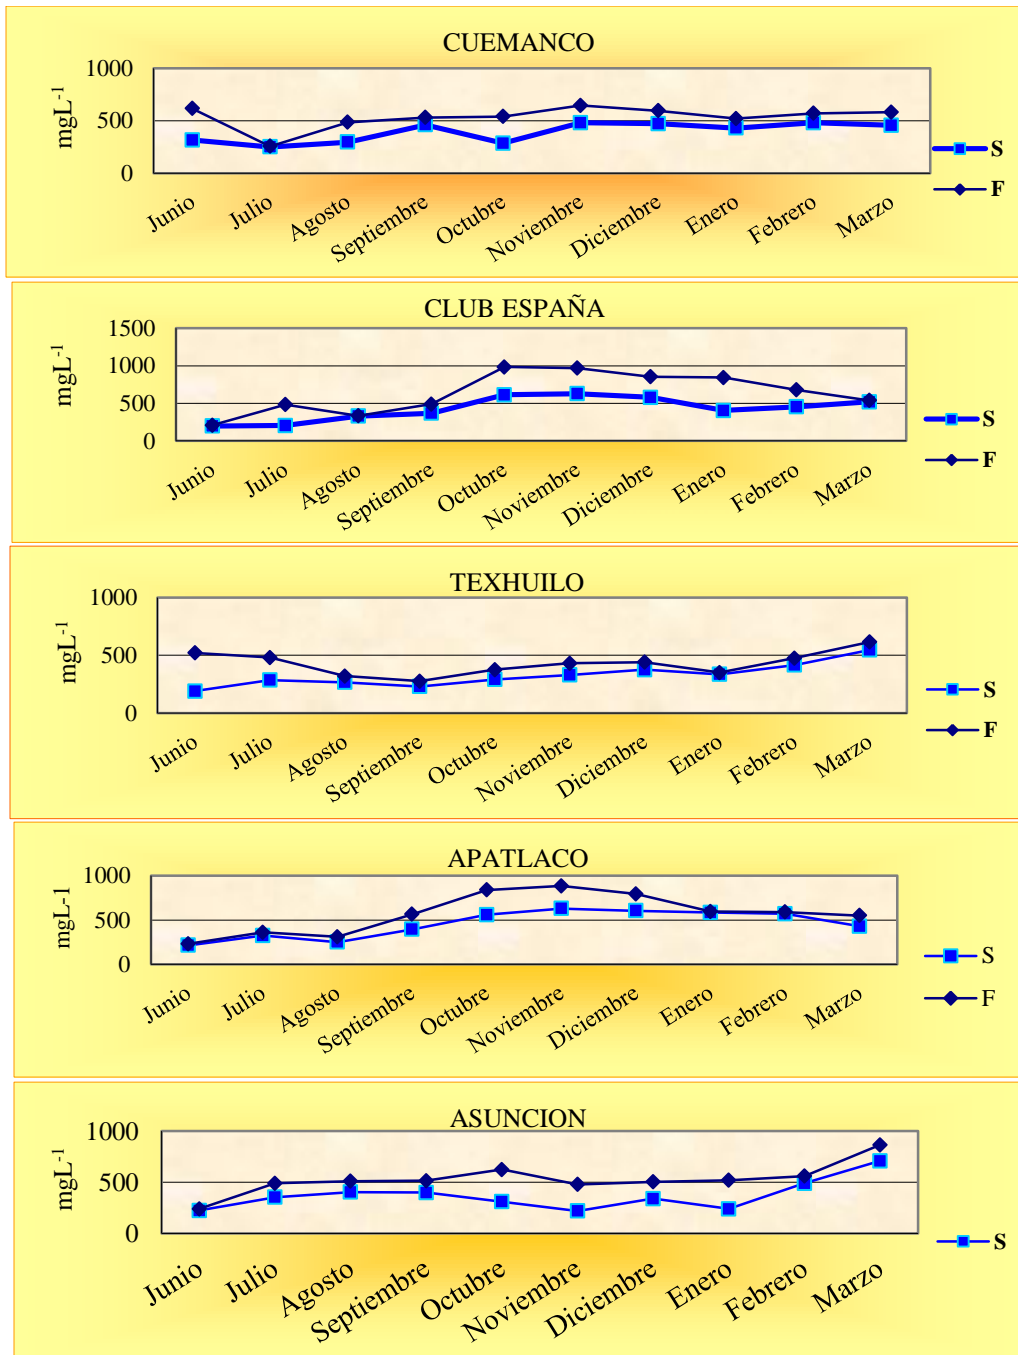 CUEMANCO
1000
500
0
mgL-1
Junio
Julio
Agosto
Septiembre
Octubre
Noviembre
Diciembre
Enero
Febrero
Marzo
S
F
CLUB ESPAÑA
1500
1000
500
0
mgL-1
Junio
Julio
Agosto
Septiembre
Octubre
Noviembre
Diciembre
Enero
Febrero
Marzo
S
F
TEXHUILO
1000
500
0
mgL-1
Junio
Julio
Agosto
Septiembre
Octubre
Noviembre
Diciembre
Enero
Febrero
Marzo
S
F
APATLACO
1000
500
0
mgL-1
Junio
Julio
Agosto
Septiembre
Octubre
Noviembre
Diciembre
Enero
Febrero
Marzo
S
F
ASUNCION
1000
500
0
mgL-1
Junio
Julio
Agosto
Septiembre
Octubre
Noviembre
Diciembre
Enero
Febrero
Marzo
S